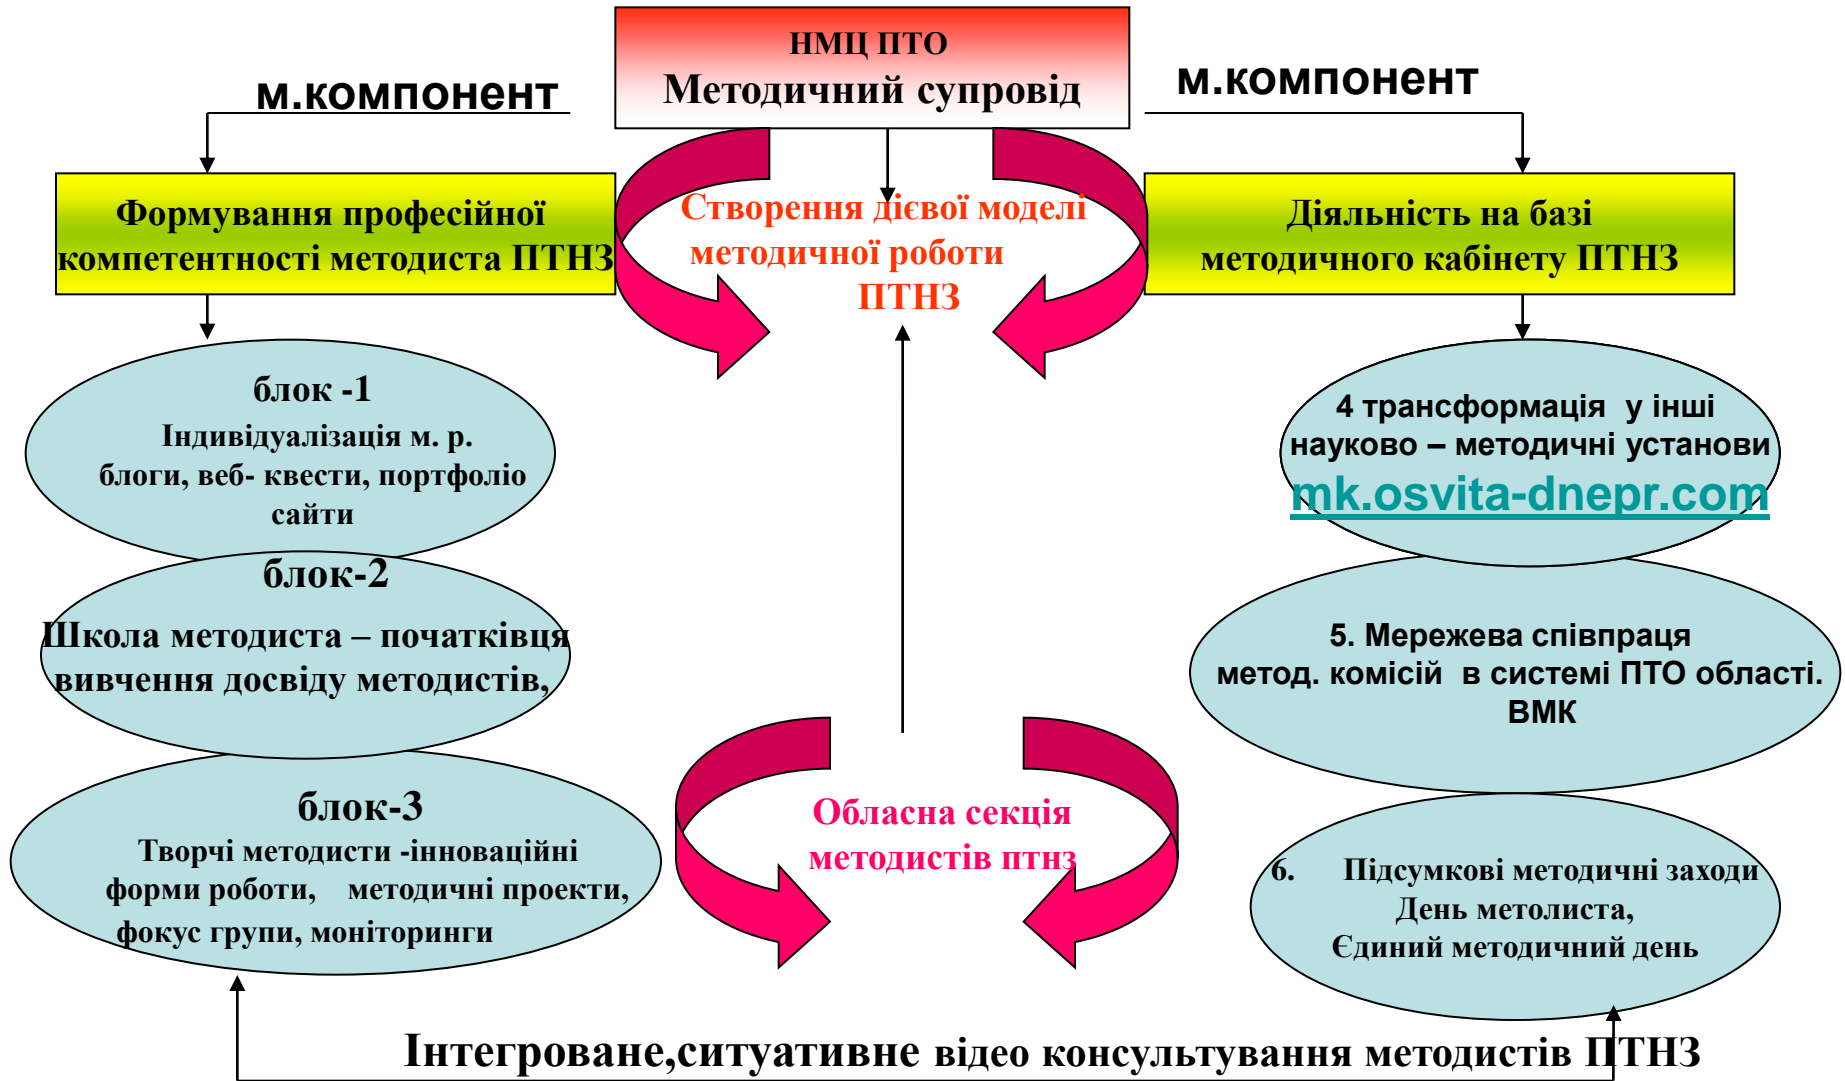 НМЦ ПТО
Методичний супровід
м.компонент
м.компонент
Формування професійної
компетентності методиста ПТНЗ
Створення дієвої моделі
методичної роботи
ПТНЗ
Діяльність на базі
методичного кабінету ПТНЗ
блок -1
Індивідуалізація м. р.
блоги, веб- квести, портфоліо
сайти
блок-2
Школа методиста – початківця
вивчення досвіду методистів,
блок-3
Творчі методисти -інноваційні
форми роботи, методичні проекти,
фокус групи, моніторинги
Обласна секція
методистів птнз
4 трансформація у інші
науково – методичні установи
mk.osvita-dnepr.com
5. Мережева співпраця
метод. комісій в системі ПТО області.
ВМК
6. Підсумкові методичні заходи
День метолиста,
Єдиний методичний день
Інтегроване,ситуативне відео консультування методистів ПТНЗ